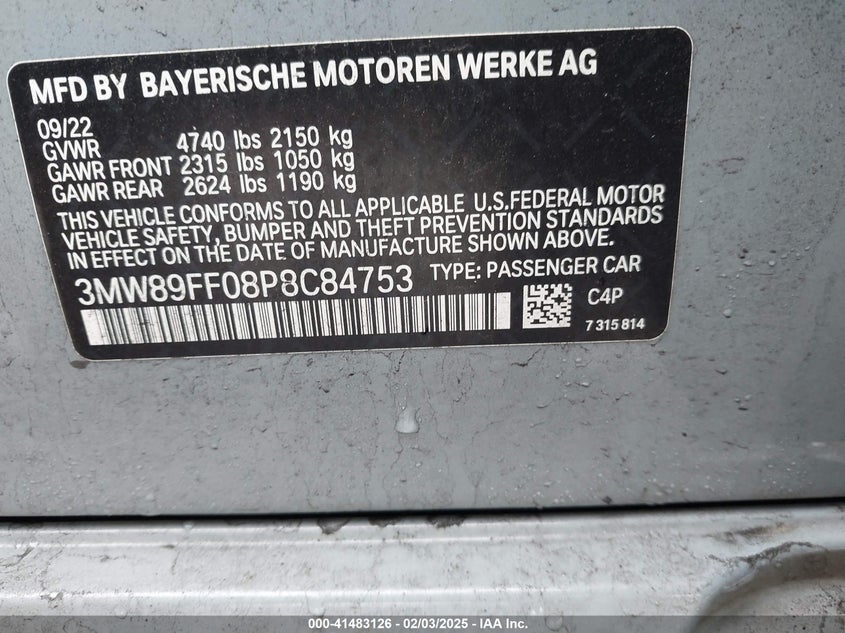 MFD BY BAYERISCHE MOTOREN WERKE AG
09/22
GVWR 4740 lbs 2150 kg
GAWR FRONT 2315 lbs 1050 kg
GAWR REAR 2624 lbs 1190 kg
THIS VEHICLE CONFORMS TO ALL APPLICABLE U.S.FEDERAL MOTOR
VEHICLE SAFETY, BUMPER AND THEFT PREVENTION STANDARDS
IN EFFECT ON THE DATE OF MANUFACTURE SHOWN ABOVE.
3MW89FF08P8C84753 TYPE: PASSENGER CAR
C4P
7 315 814
000-41483126 - 02/03/2025 - IAA Inc.